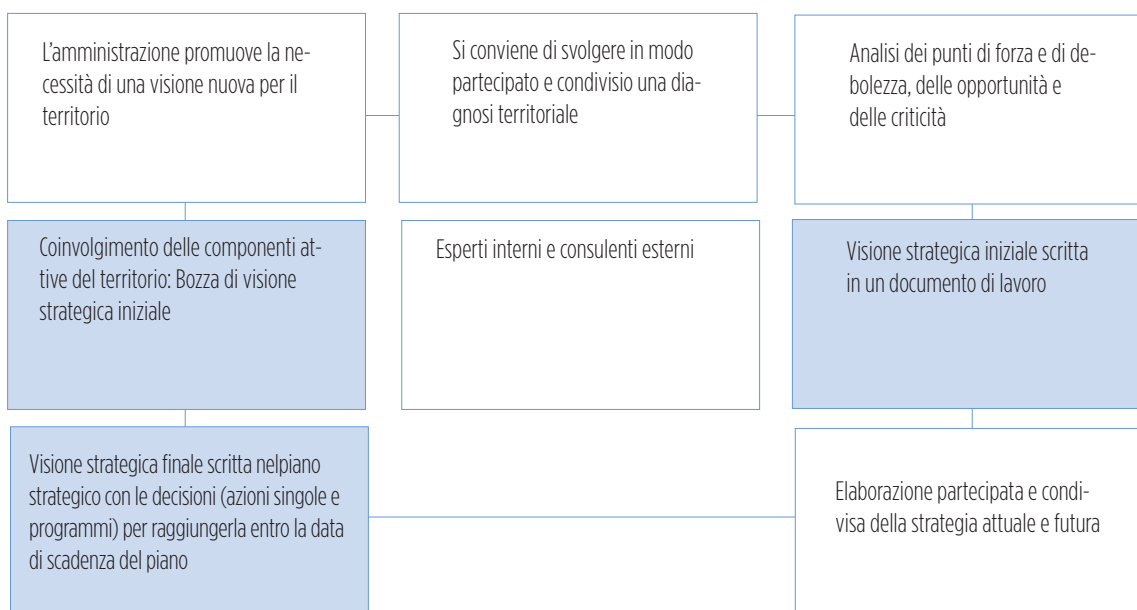 L’amministrazione promuove la ne-
cessità di una visione nuova per il
territorio
Si conviene di svolgere in modo
partecipato e condivisio una dia-
gnosi territoriale
Analisi dei punti di forza e di de-
bolezza, delle opportunità e
delle criticità
Coinvolgimento delle componenti at-
tive del territorio: Bozza di visione
strategica iniziale
Esperti interni e consulenti esterni
Visione strategica iniziale scritta
in un documento di lavoro
Visione strategica finale scritta nelpiano
strategico con le decisioni (azioni singole e
programmi) per raggiungerla entro la data
di scadenza del piano
Elaborazione partecipata e condi-
visa della strategia attuale e futura